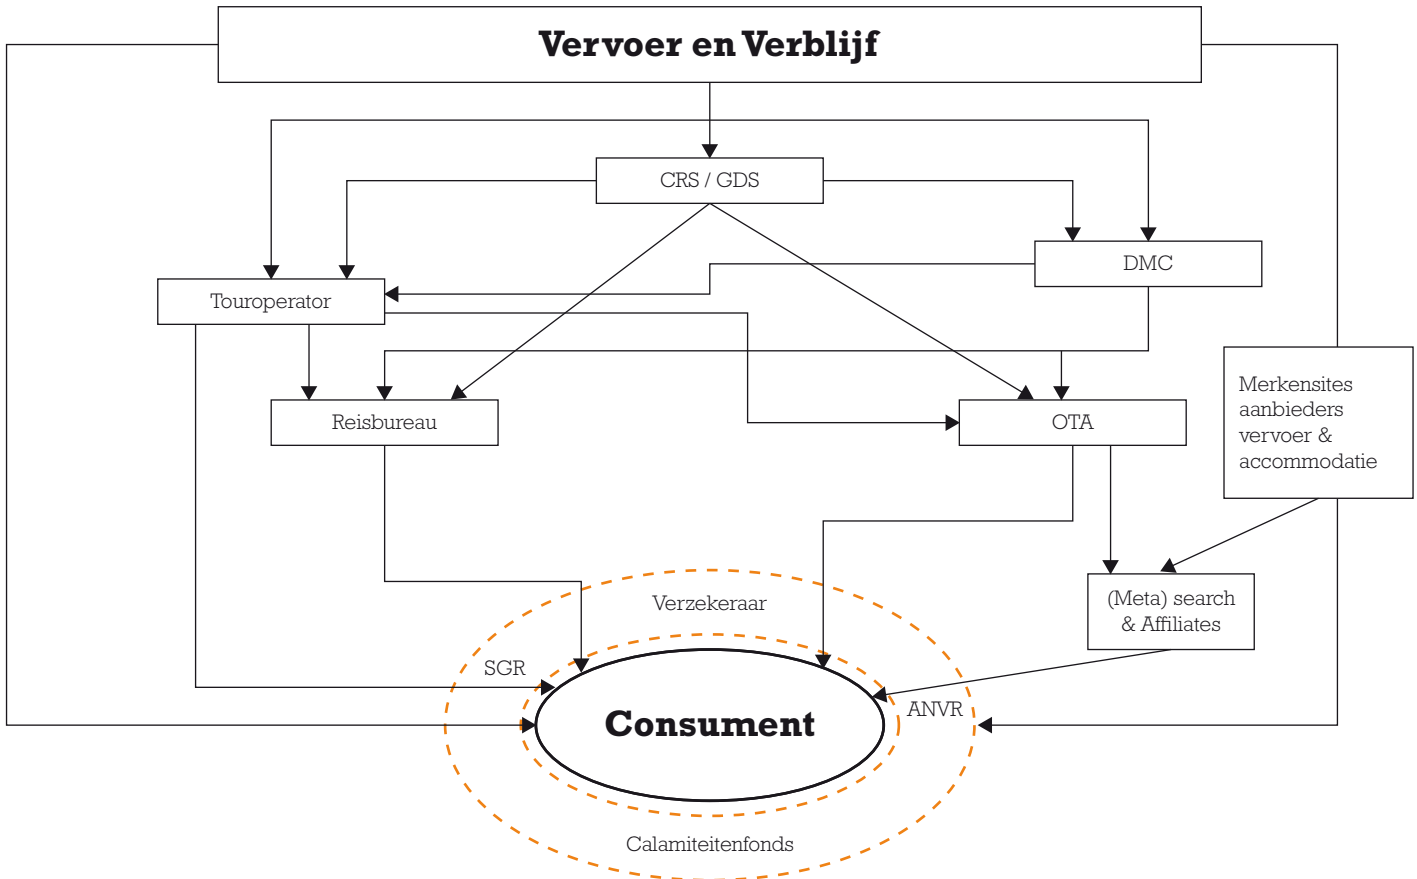 Vervoer en Verblijf
CRS / GDS
DMC
Touroperator
Merkensites
aanbieders
vervoer &
accommodatie
Reisbureau
OTA
(Meta) search
& Affiliates
Verzekeraar
SGR
ANVR
Consument
Calamiteitenfonds